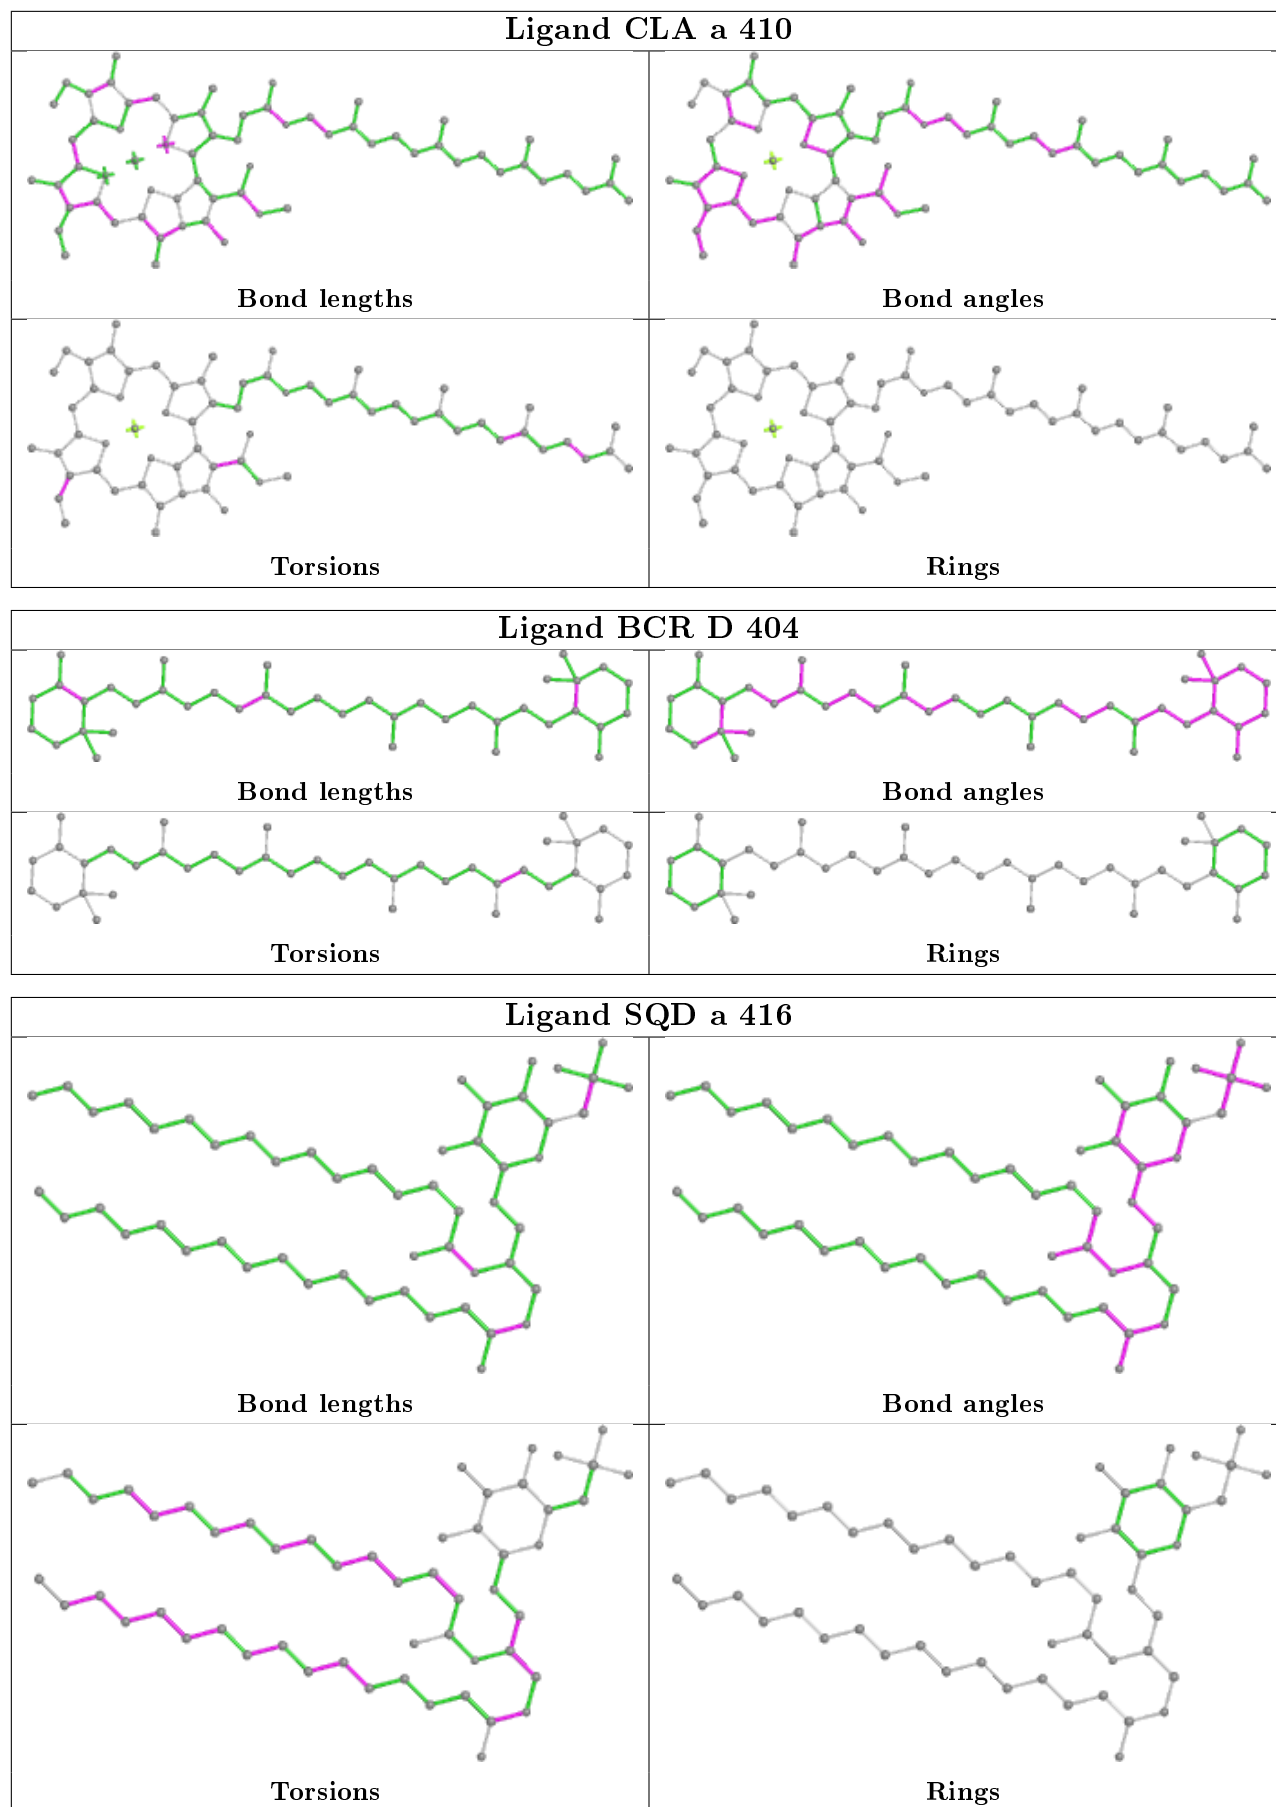 Ligand CLA a 410
Bond lengths
Bond angles
Torsions
Rings
Ligand BCR D 404
Bond lengths
Bond angles
Torsions
Rings
Ligand SQD a 416
Bond lengths
Bond angles
Torsions
Rings